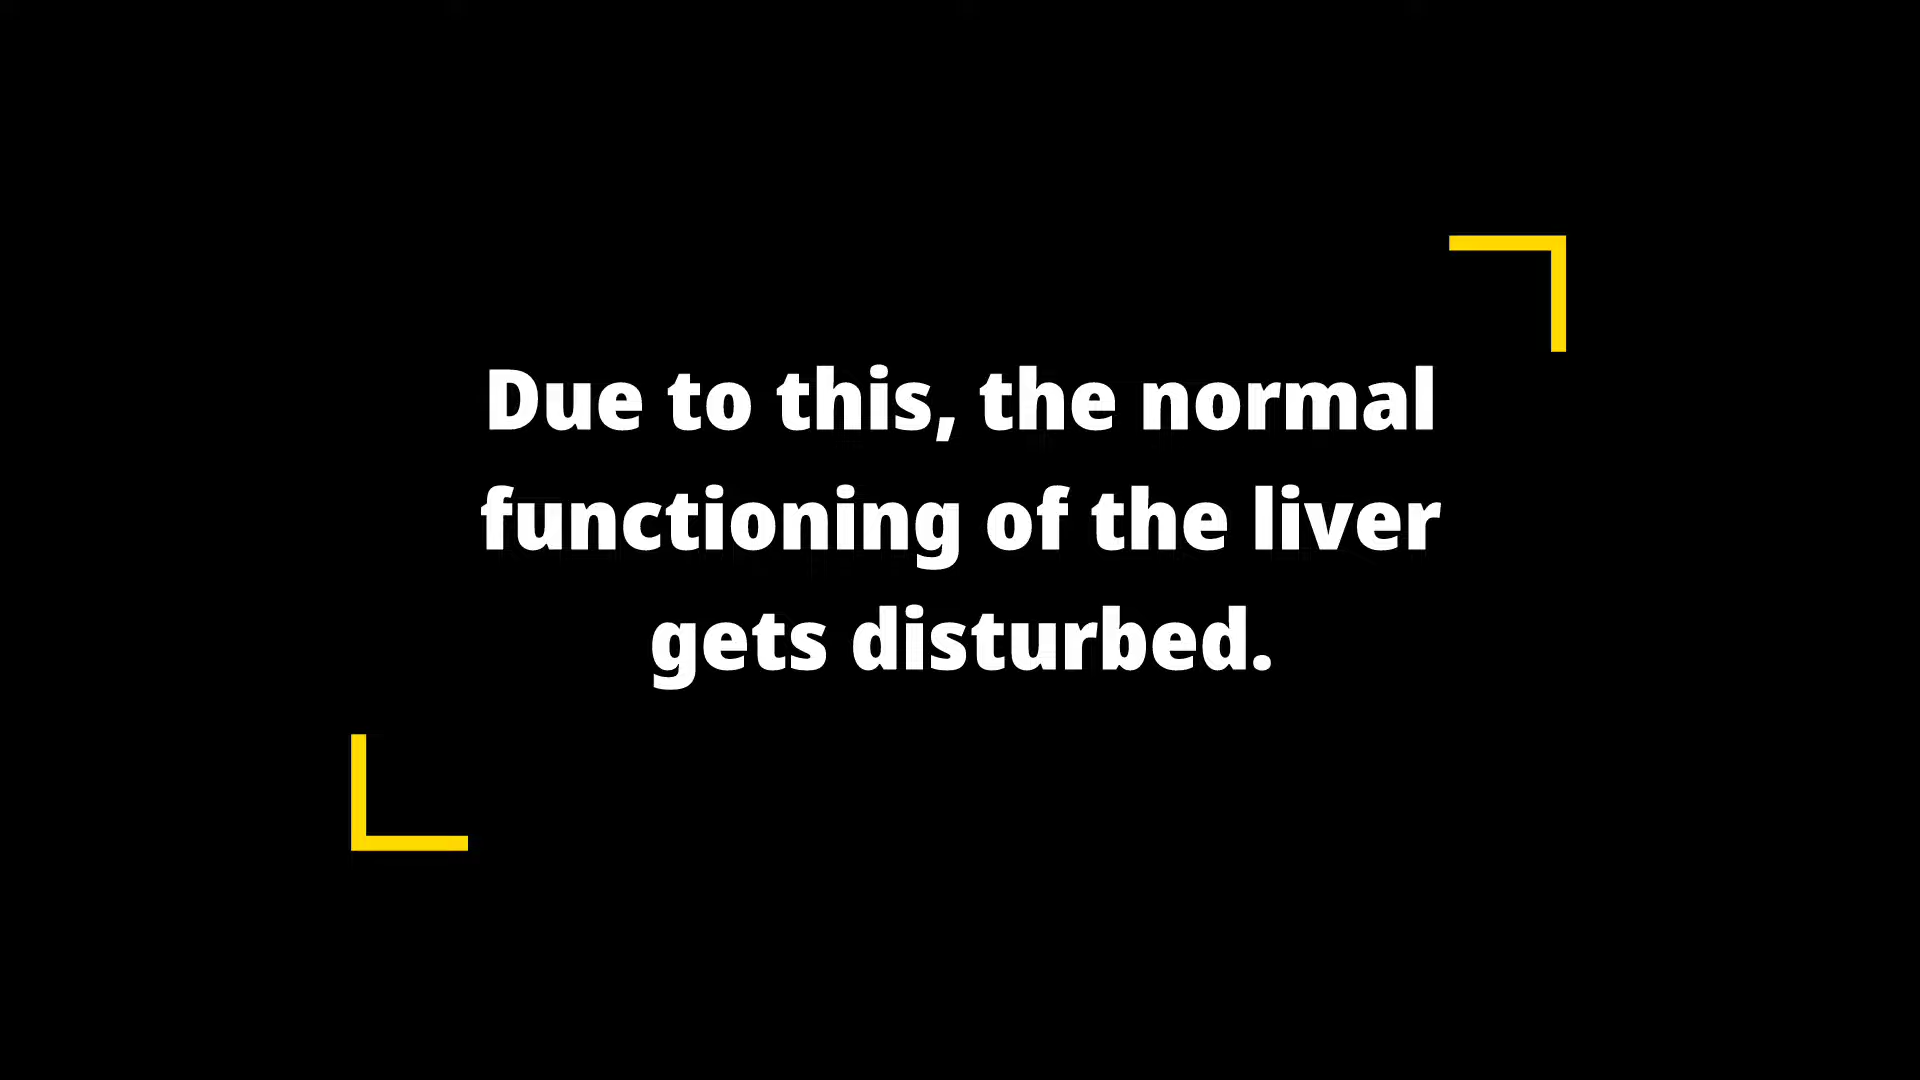 Due to this, the normal
functioning of the liver
gets disturbed.